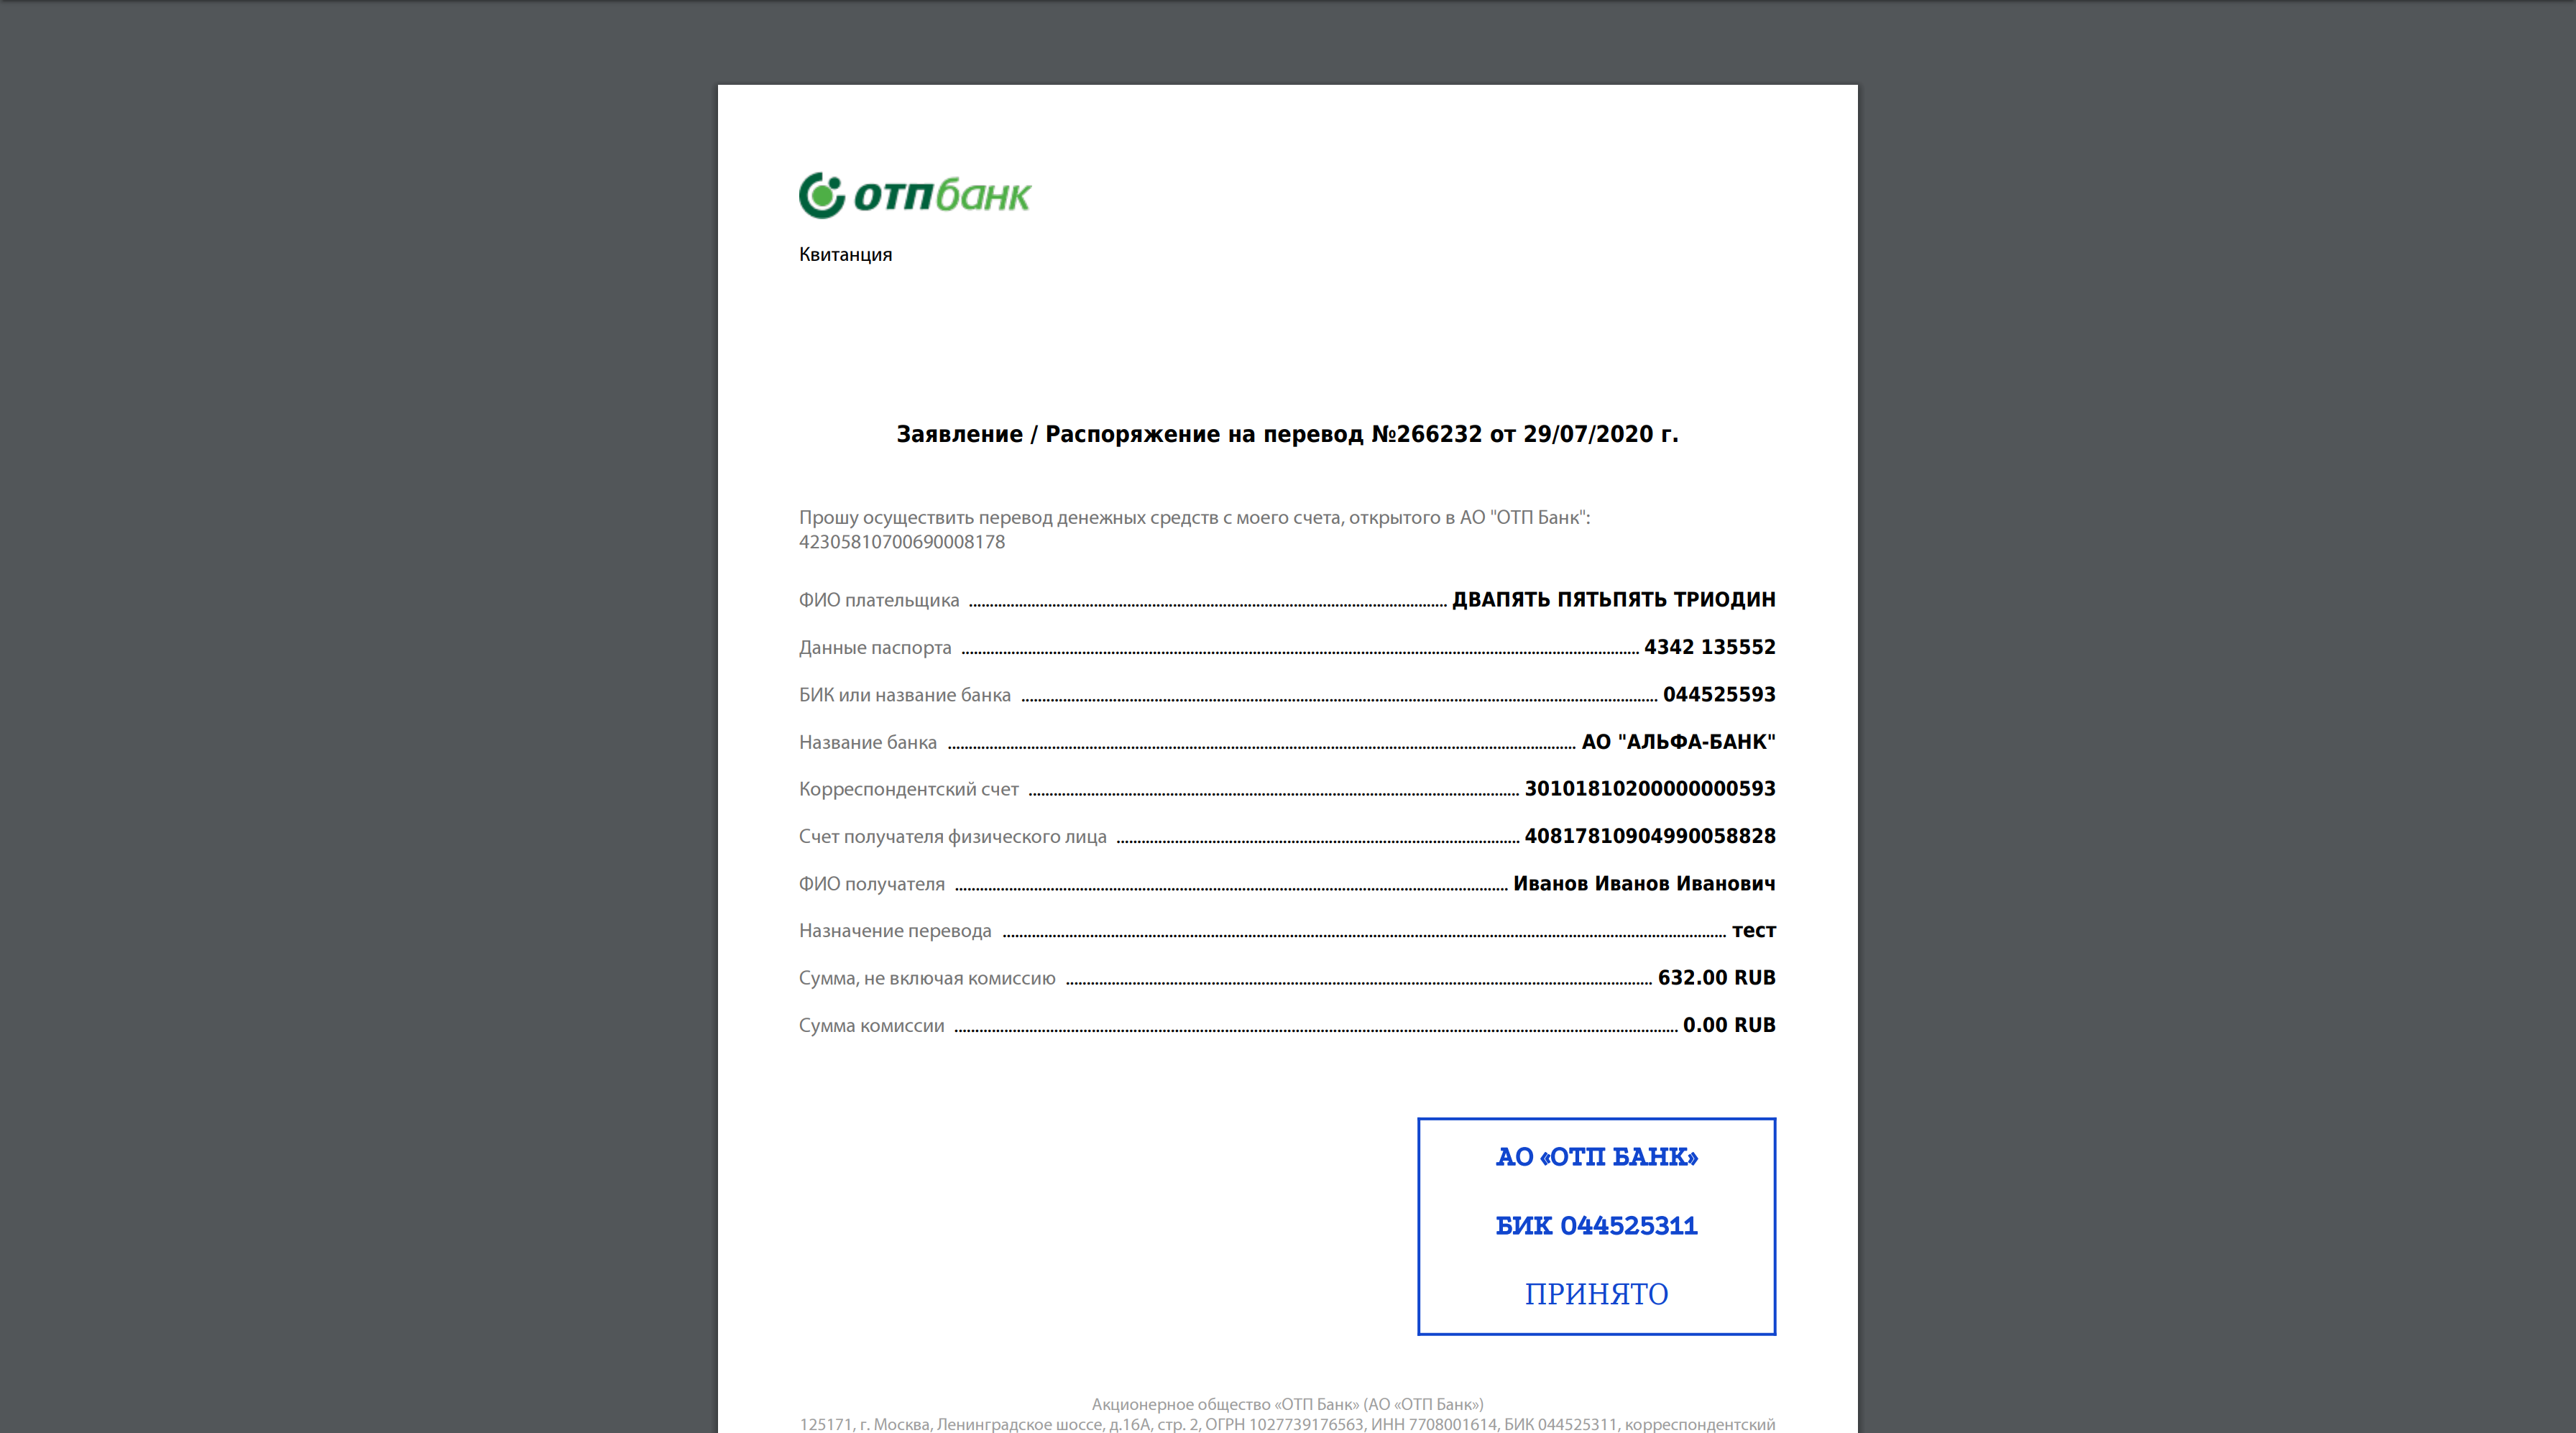 отпбанк
Квитанция
Заявление / Распоряжение на перевод №266232 от 29/07/2020 г.
Прошу осуществить перевод денежных средств с моего счета, открытого в АО "ОТП Банк":
42305810700690008178
ФИО плательщика ДВАПЯТЬ ПЯТЬПЯТЬ ТРИОДИН
Данные паспорта 4342 135552
БИК или название банка 044525593
Название банка АО "АЛЬФА-БАНК"
Корреспондентский счет 30101810200000000593
Счет получателя физического лица 40817810904990058828
ФИО получателя Иванов Иванов Иванович
Назначение перевода тест
Сумма, не включая комиссию 632.00 RUB
Сумма комиссии 0.00 RUB
АО «ОТП БАНК»
БИК 044525311
ПРИНЯТО
Акционерное общество «ОТП Банк» (АО «ОТП Банк»)
125171, г. Москва, Ленинградское шоссе, д.16А, стр. 2, ОГРН 1027739176563, ИНН 7708001614, БИК 044525311, корреспондентский